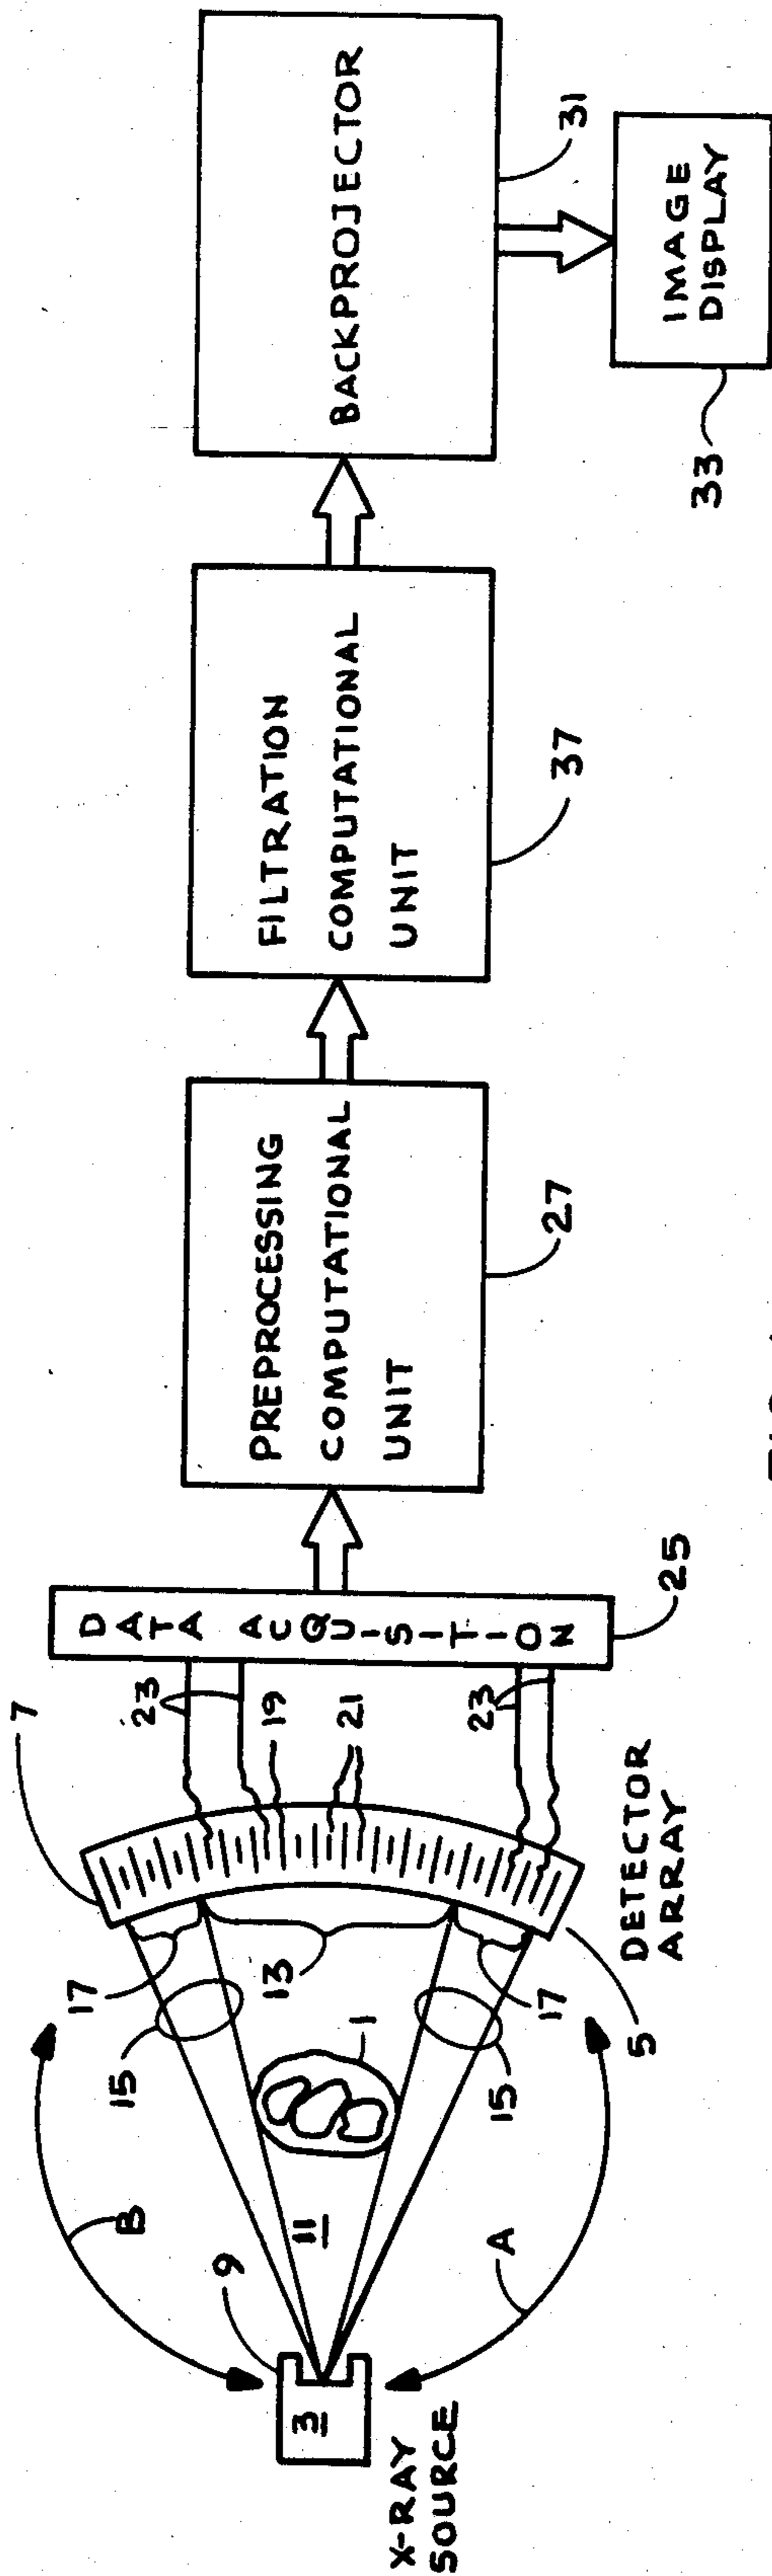 X-RAY
SOURCE
3
9
11
1
A
B
15
15
17
17
13
5
7
DETECTOR
ARRAY
19
21
23
23
DATA ACQUISITION
25
PREPROCESSING
COMPUTATIONAL
UNIT
27
FILTRATION
COMPUTATIONAL
UNIT
37
BACKPROJECTOR
31
IMAGE
DISPLAY
33